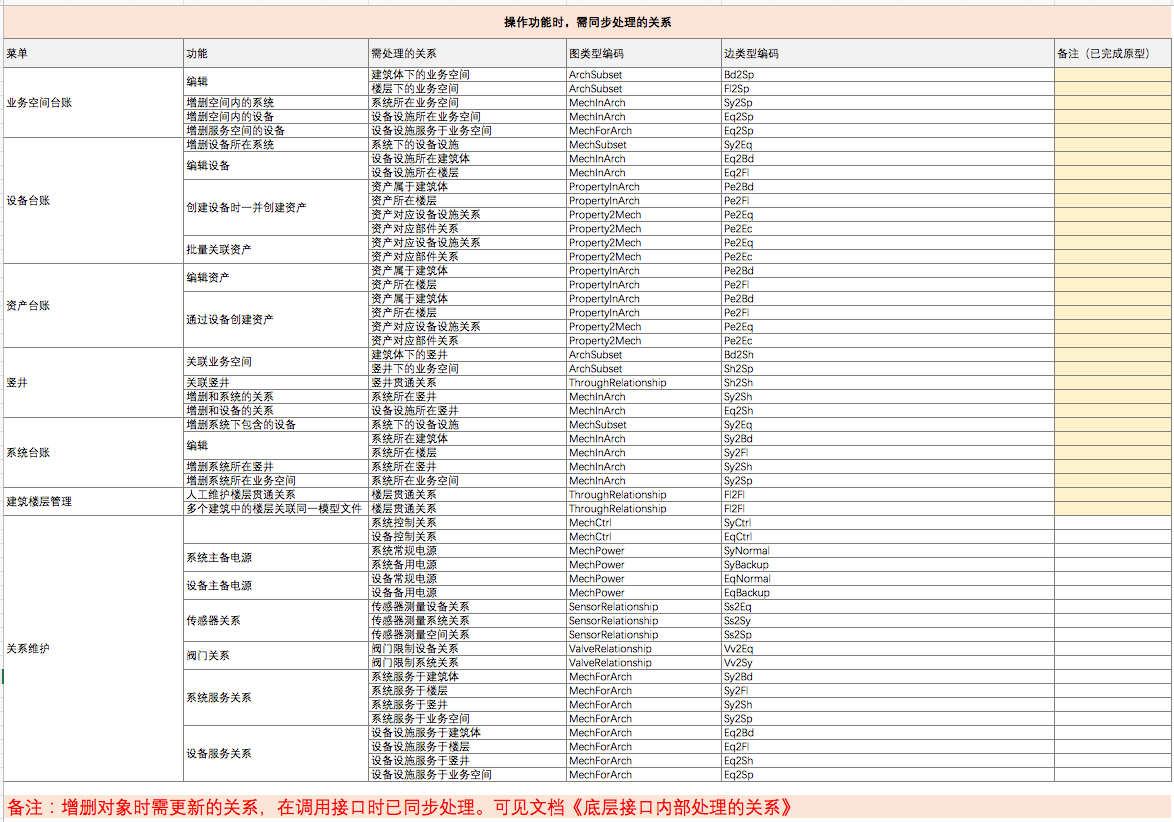 操作功能时，需同步处理的关系
菜单 功能 需处理的关系 图类型编码 边类型编码 备注（已完成原型）
业务空间台账 编辑 建筑体下的业务空间 ArchSubset Bd2Sp
楼层下的业务空间 ArchSubset Fl2Sp
增删空间内的系统 系统所在业务空间 MechInArch Sy2Sp
增删空间内的设备 设备设施所在业务空间 MechInArch Eq2Sp
增删服务空间的设备 设备设施服务于业务空间 MechForArch Eq2Sp
设备台账 增删设备所在系统 系统下的设备设施 MechSubset Sy2Eq
编辑设备 设备设施所在建筑体 MechInArch Eq2Bd
设备设施所在楼层 MechInArch Eq2Fl
创建设备时一并创建资产 资产属于建筑体 PropertyInArch Pe2Bd
资产所在楼层 PropertyInArch Pe2Fl
资产对应设备设施关系 Property2Mech Pe2Eq
资产对应部件关系 Property2Mech Pe2Ec
批量关联资产 资产对应设备设施关系 Property2Mech Pe2Eq
资产对应部件关系 Property2Mech Pe2Ec
资产台账 编辑资产 资产属于建筑体 PropertyInArch Pe2Bd
资产所在楼层 PropertyInArch Pe2Fl
通过设备创建资产 资产属于建筑体 PropertyInArch Pe2Bd
资产所在楼层 PropertyInArch Pe2Fl
资产对应设备设施关系 Property2Mech Pe2Eq
资产对应部件关系 Property2Mech Pe2Ec
竖井 关联业务空间 建筑体下的竖井 ArchSubset Bd2Sh
竖井下的业务空间 ArchSubset Sh2Sp
关联竖井 竖井贯通关系 ThroughRelationship Sh2Sh
增删和系统的关系 系统所在竖井 MechInArch Sy2Sh
增删和设备的关系 设备设施所在竖井 MechInArch Eq2Sh
系统台账 增删系统下包含的设备 系统下的设备设施 MechSubset Sy2Eq
编辑 系统所在建筑体 MechInArch Sy2Bd
系统所在楼层 MechInArch Sy2Fl
增删系统所在竖井 系统所在竖井 MechInArch Sy2Sh
增删系统所在业务空间 系统所在业务空间 MechInArch Sy2Sp
建筑楼层管理 人工维护楼层贯通关系 楼层贯通关系 ThroughRelationship Fl2Fl
多个建筑中的楼层关联同一模型文件 楼层贯通关系 ThroughRelationship Fl2Fl
关系维护 系统控制关系 MechCtrl SyCtrl
设备控制关系 MechCtrl EqCtrl
系统主备电源 系统常规电源 MechPower SyNormal
系统备用电源 MechPower SyBackup
设备主备电源 设备常规电源 MechPower EqNormal
设备备用电源 MechPower EqBackup
传感器关系 传感器测量设备关系 SensorRelationship Ss2Eq
传感器测量系统关系 SensorRelationship Ss2Sy
传感器测量空间关系 SensorRelationship Ss2Sp
阀门关系 阀门限制设备关系 ValveRelationship Vv2Eq
阀门限制系统关系 ValveRelationship Vv2Sy
系统服务关系 系统服务于建筑体 MechForArch Sy2Bd
系统服务于楼层 MechForArch Sy2Fl
系统服务于竖井 MechForArch Sy2Sh
系统服务于业务空间 MechForArch Sy2Sp
设备服务关系 设备设施服务于建筑体 MechForArch Eq2Bd
设备设施服务于楼层 MechForArch Eq2Fl
设备设施服务于竖井 MechForArch Eq2Sh
设备设施服务于业务空间 MechForArch Eq2Sp
备注：增删对象时需更新的关系，在调用接口时已同步处理。可见文档《底层接口内部处理的关系》